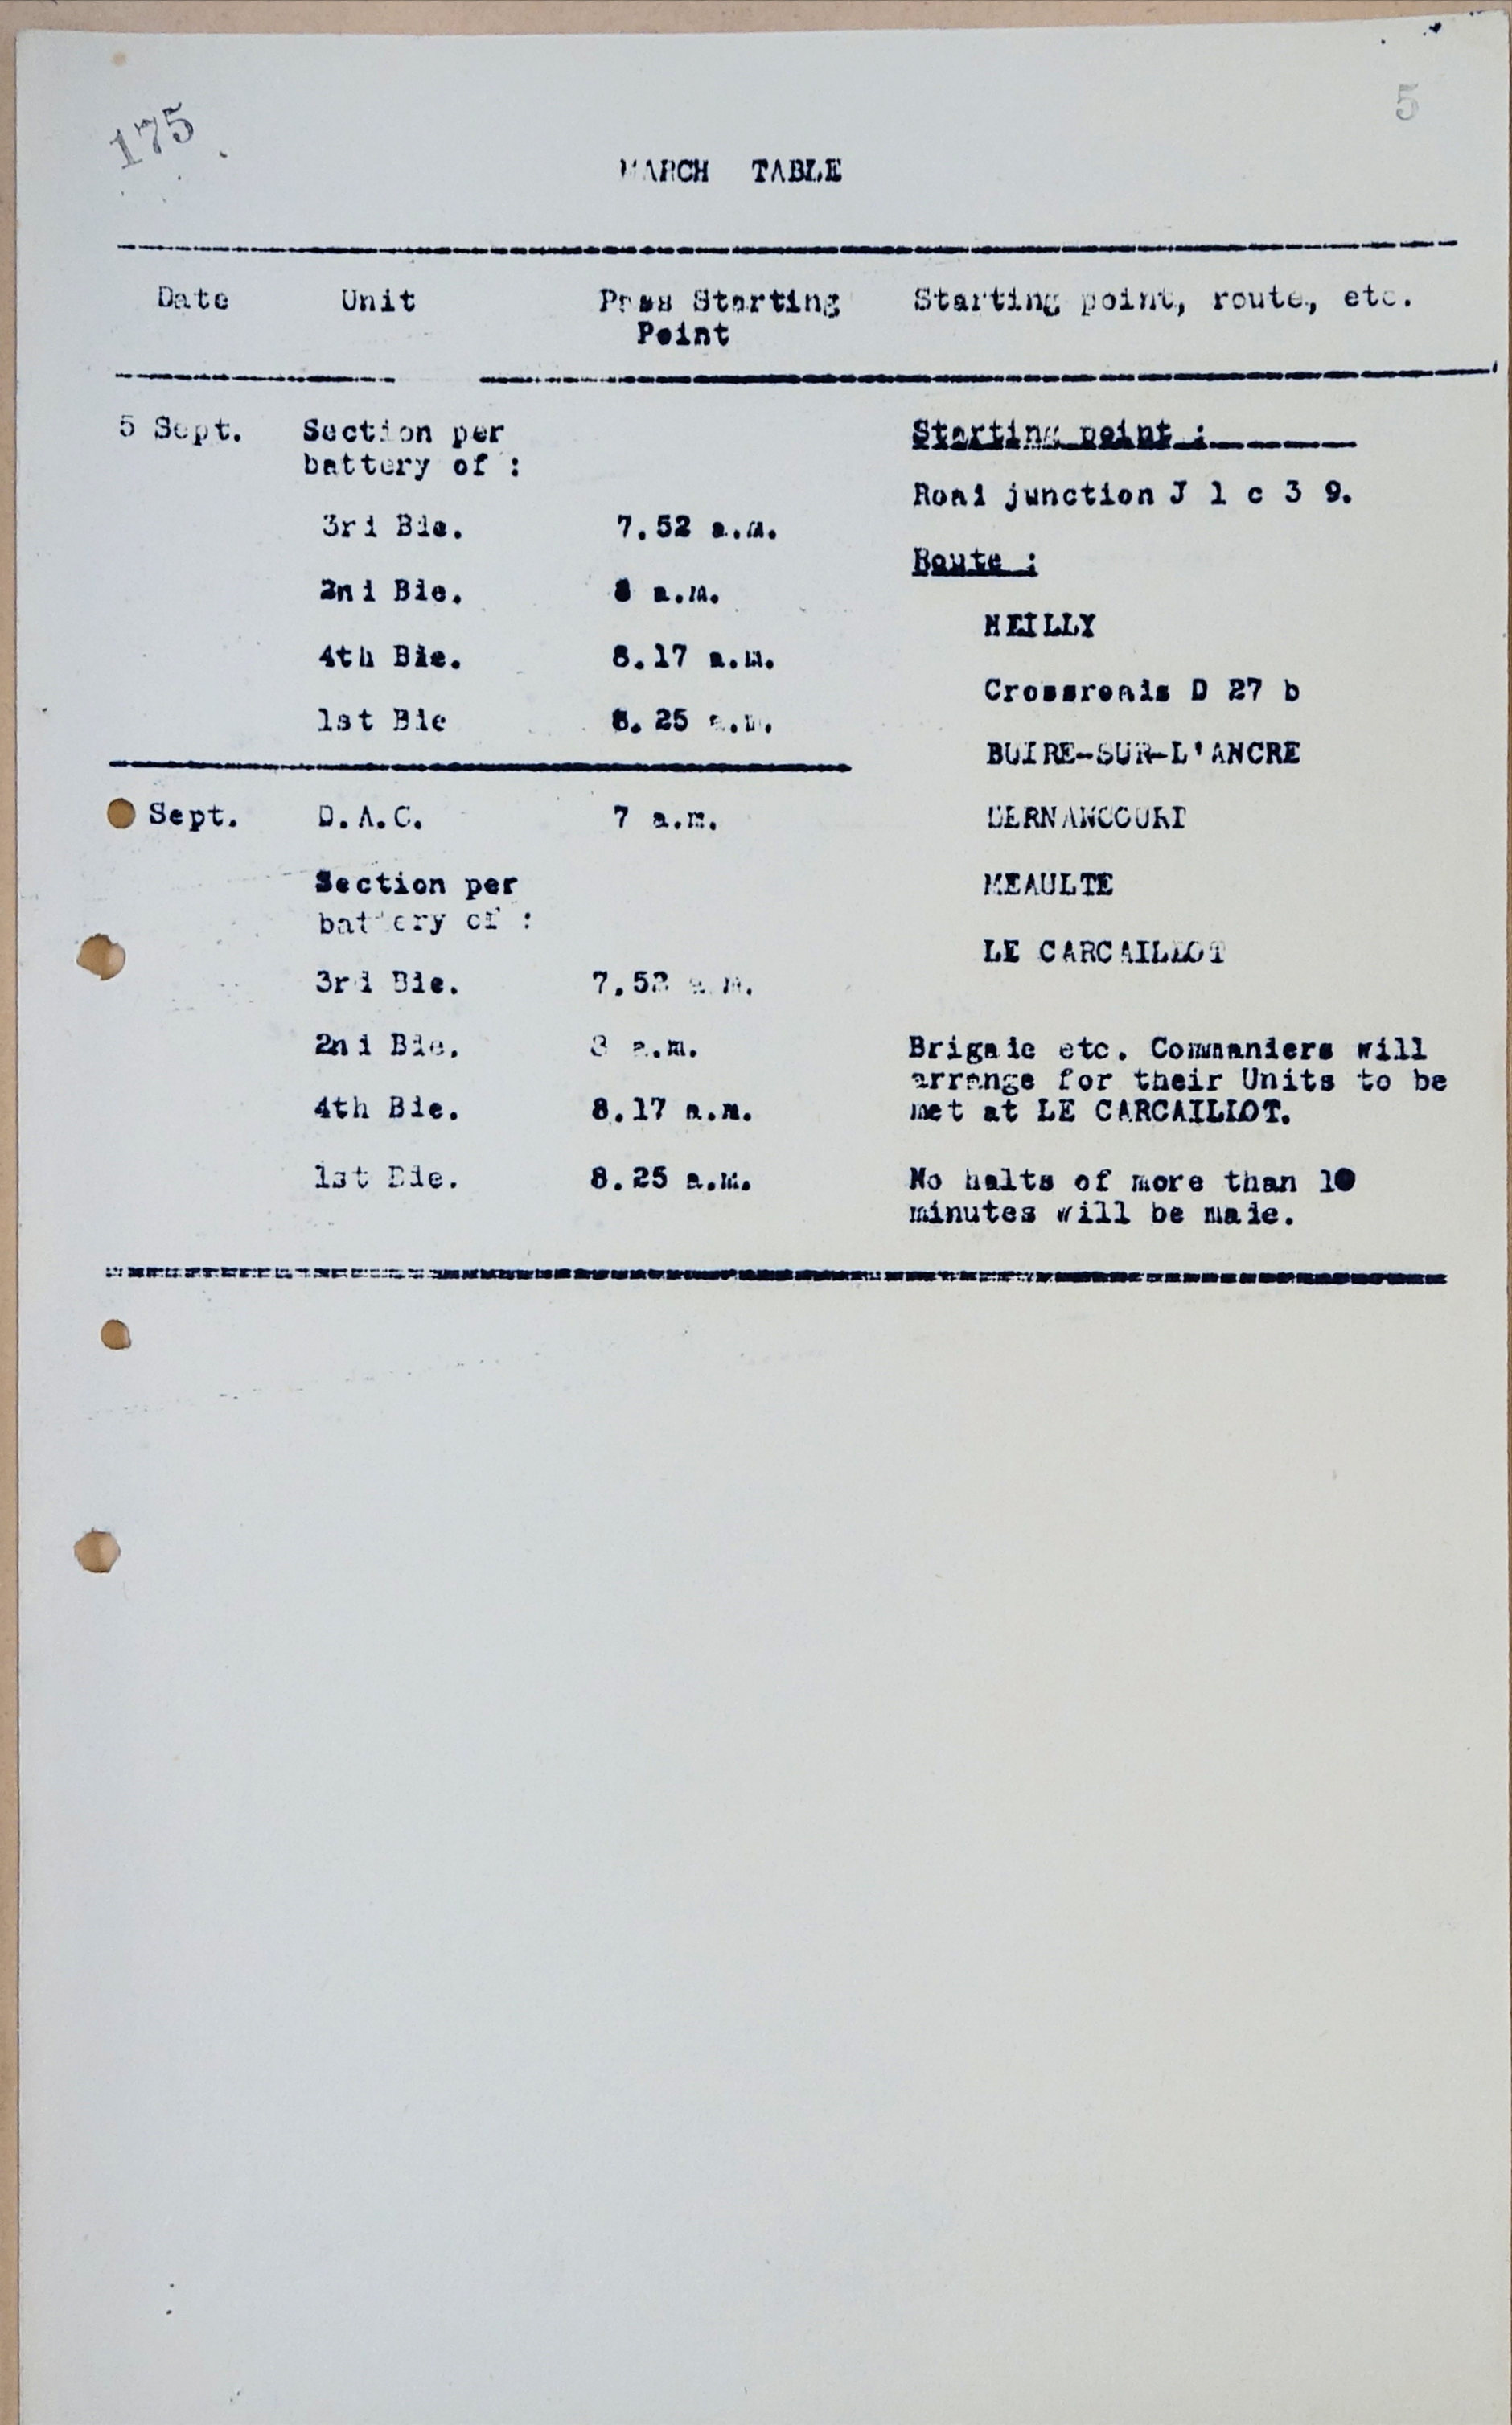 175
5
MARCH TABLE
Date Unit Pass Starting Point Starting point, route, etc.
5 Sept. Section per
battery of :
3rd Bde. 7.52 a.m.
2nd Bde. 8 a.m.
4th Bde. 8.17 a.m.
1st Bde 8.25 a.m.
Sept. D.A.C. 7 a.m.
Section per
battery of :
3rd Bde. 7.52 a.m.
2nd Bde. 8 a.m.
4th Bde. 8.17 a.m.
1st Bde. 8.25 a.m.
Starting point :
Road junction J 1 c 3 9.
Route :
HEILLY
Crossroads D 27 b
BUIRE-SUR-L'ANCRE
DERNANCOURT
MEAULTE
LE CARCAILLOT
Brigade etc. Commanders will
arrange for their Units to be
met at LE CARCAILLOT.
No halts of more than 10
minutes will be made.